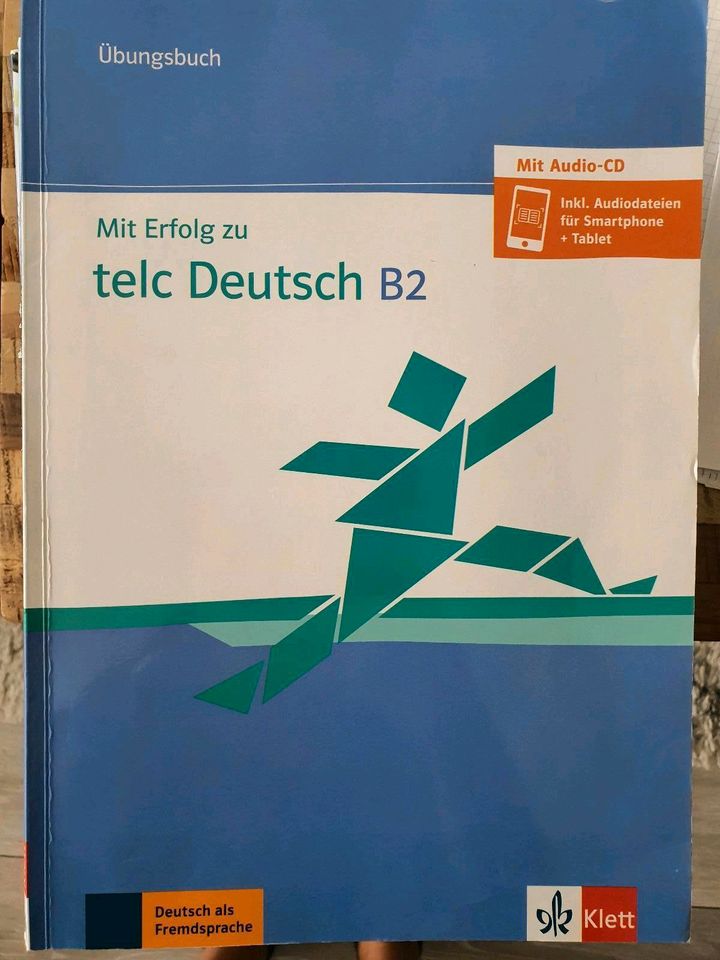 Übungsbuch
Mit Audio-CD
Inkl. Audiodateien
für Smartphone
+ Tablet
Mit Erfolg zu
telc Deutsch B2
Deutsch als
Fremdsprache
Klett